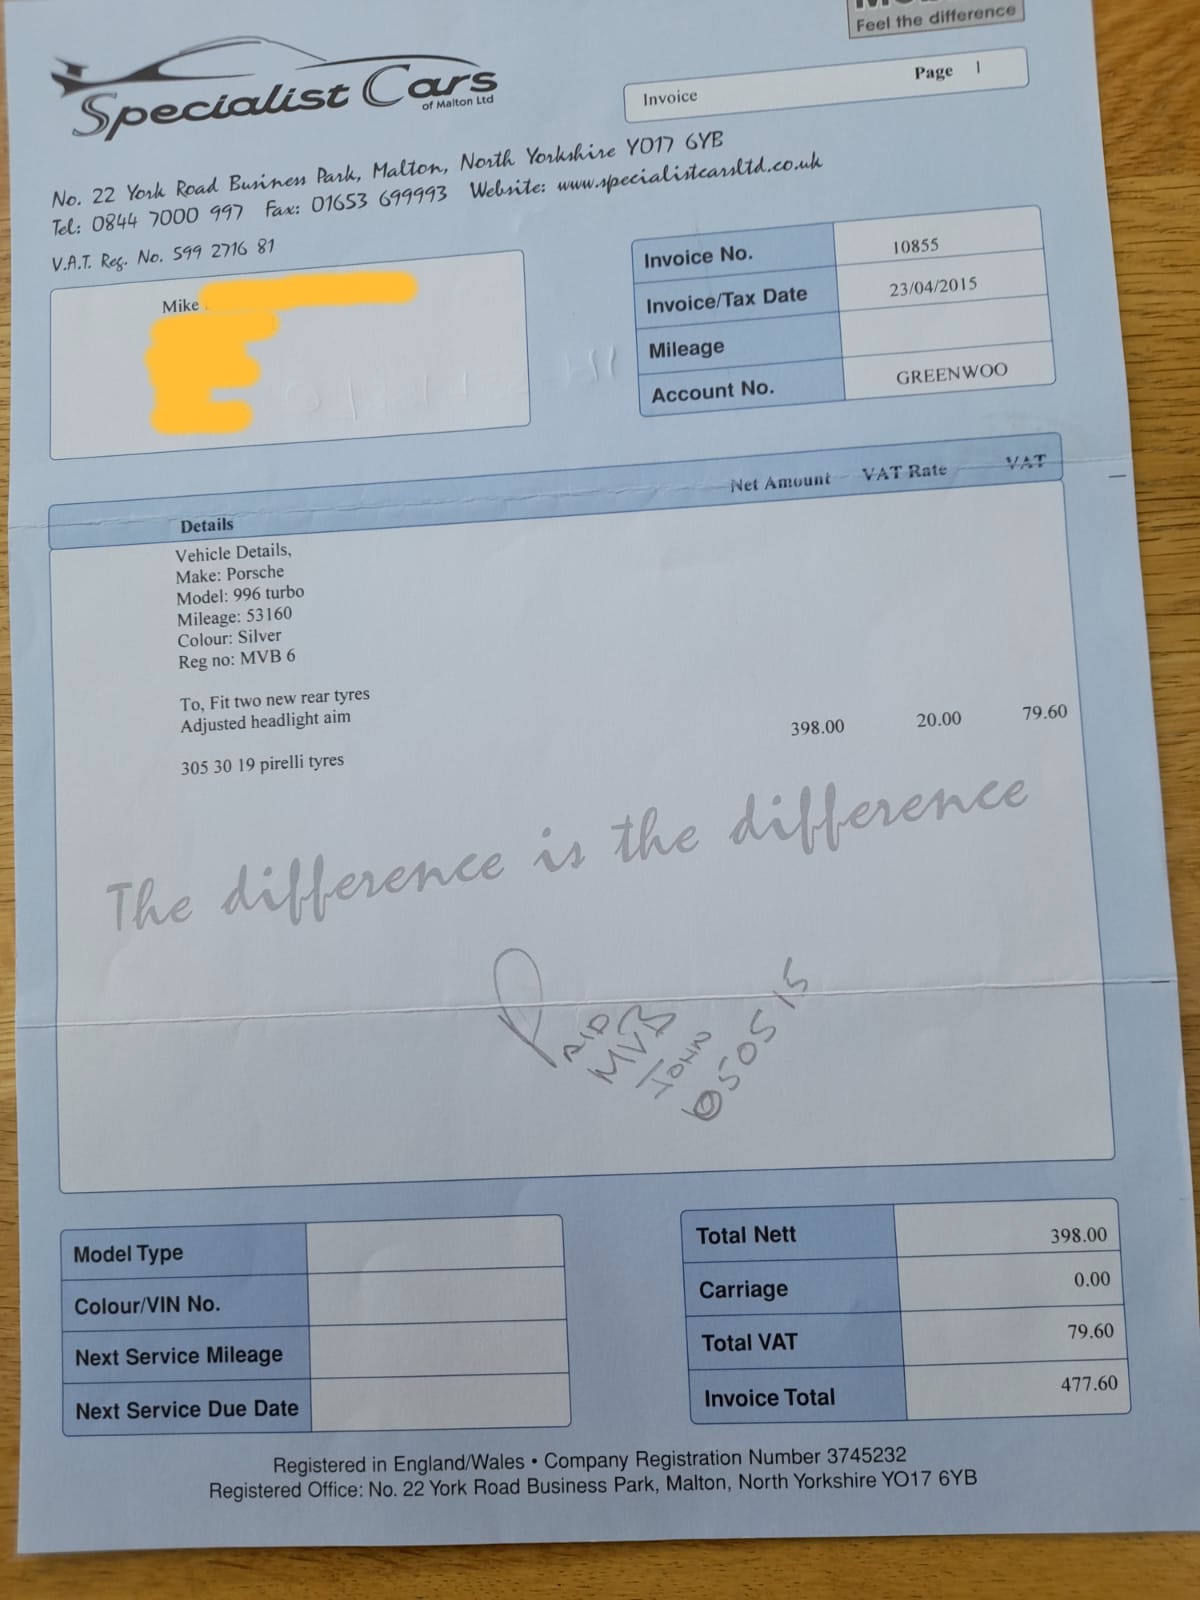 Feel the difference
Specialist Cars
of Malton Ltd
Invoice
Page 1
No. 22 York Road Business Park, Malton, North Yorkshire YO17 6YB
Tel: 0844 7000 997 Fax: 01653 699993 Website: www.specialistcarsltd.co.uk
V.A.T. Reg. No. 599 2716 81
Mike
Invoice No. 10855
Invoice/Tax Date 23/04/2015
Mileage
Account No. GREENWOO
Details Net Amount VAT Rate VAT
Vehicle Details,
Make: Porsche
Model: 996 turbo
Mileage: 53160
Colour: Silver
Reg no: MVB 6
To, Fit two new rear tyres
Adjusted headlight aim
398.00 20.00 79.60
305 30 19 pirelli tyres
The difference is the difference
PAID
MVB
JOHN
050515
Model Type
Colour/VIN No.
Next Service Mileage
Next Service Due Date
Total Nett 398.00
Carriage 0.00
Total VAT 79.60
Invoice Total 477.60
Registered in England/Wales • Company Registration Number 3745232
Registered Office: No. 22 York Road Business Park, Malton, North Yorkshire YO17 6YB